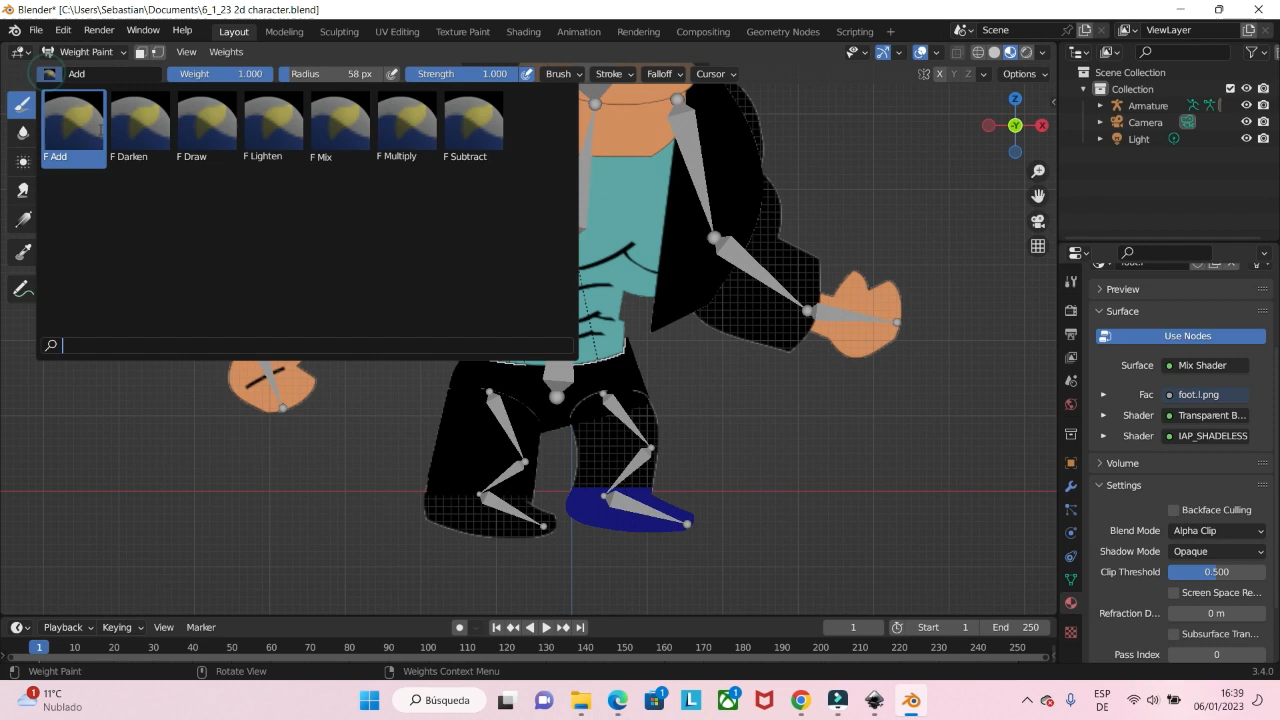 Blender* [C:\Users\Sebastian\Documents\6_1_23 2d character.blend]
File Edit Render Window Help Layout Modeling Sculpting UV Editing Texture Paint Shading Animation Rendering Compositing Geometry Nodes Scripting Scene ViewLayer
Weight Paint View Weights
Add Weight 1.000 Radius 58 px Strength 1.000 Brush Stroke Falloff Cursor X Y Z Options
Scene Collection
Collection
Armature
Camera
Light
F Add F Darken F Draw F Lighten F Mix F Multiply F Subtract
Z
-Y X
Preview
Surface
Use Nodes
Surface Mix Shader
Fac foot.l.png
Shader Transparent B...
Shader IAP_SHADELESS
Volume
Settings
Backface Culling
Blend Mode Alpha Clip
Shadow Mode Opaque
Clip Threshold 0.500
Screen Space Re...
Refraction D... 0 m
Subsurface Tran...
Pass Index 0
Playback Keying View Marker 1 Start 1 End 250
1 10 20 30 40 50 60 70 80 90 100 110 120 130 140 150 160 170 180 190 200 210 220 230 240 250
Weight Paint Rotate View Weights Context Menu 3.4.0
1 11°C Nublado Búsqueda 1 1 ESP DE 16:39 06/01/2023